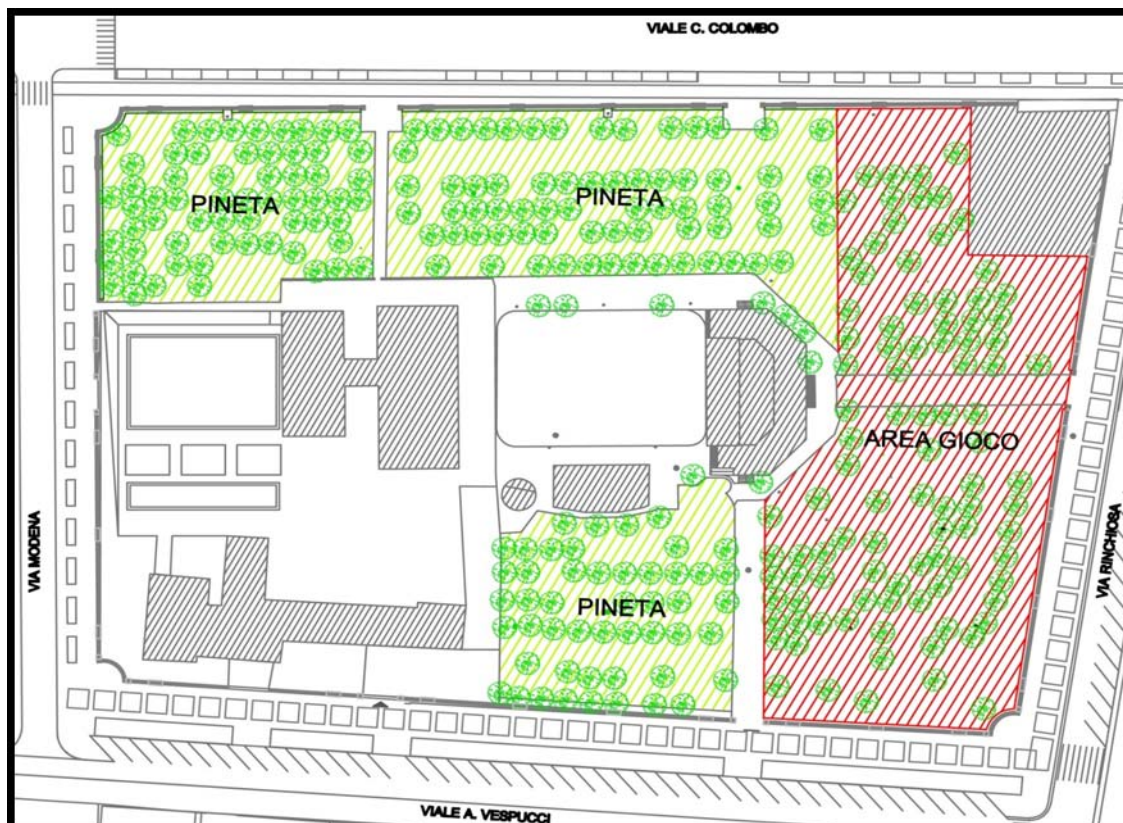 VIALE C. COLOMBO
PINETA
PINETA
AREA GIOCO
VIA MODENA
VIA RINCHIOSA
PINETA
VIALE A. VESPUCCI